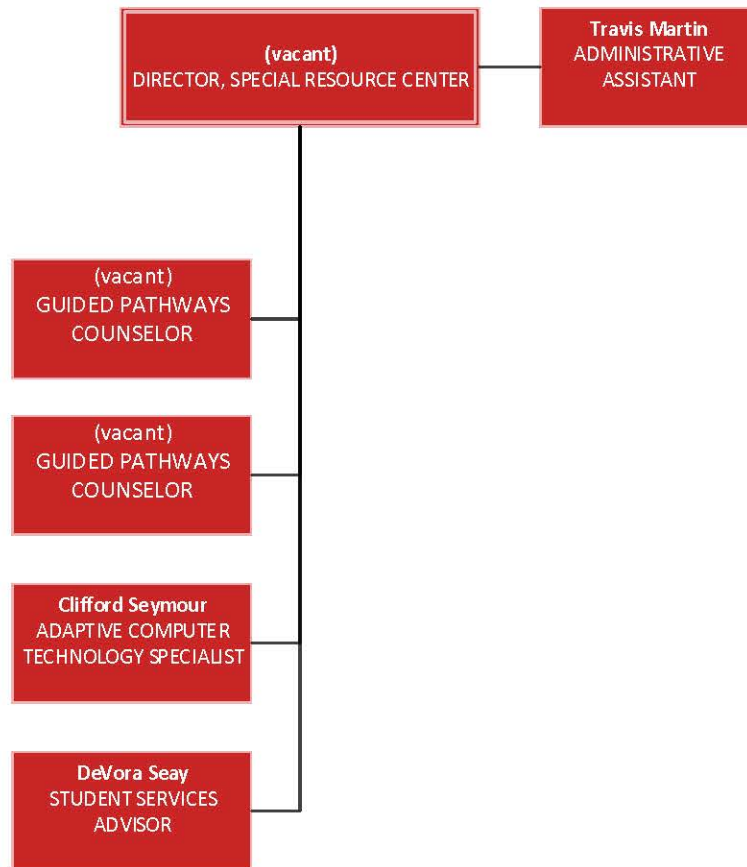 (vacant)
DIRECTOR, SPECIAL RESOURCE CENTER
Travis Martin
ADMINISTRATIVE
ASSISTANT
(vacant)
GUIDED PATHWAYS
COUNSELOR
(vacant)
GUIDED PATHWAYS
COUNSELOR
Clifford Seymour
ADAPTIVE COMPUTER
TECHNOLOGY SPECIALIST
DeVora Seay
STUDENT SERVICES
ADVISOR